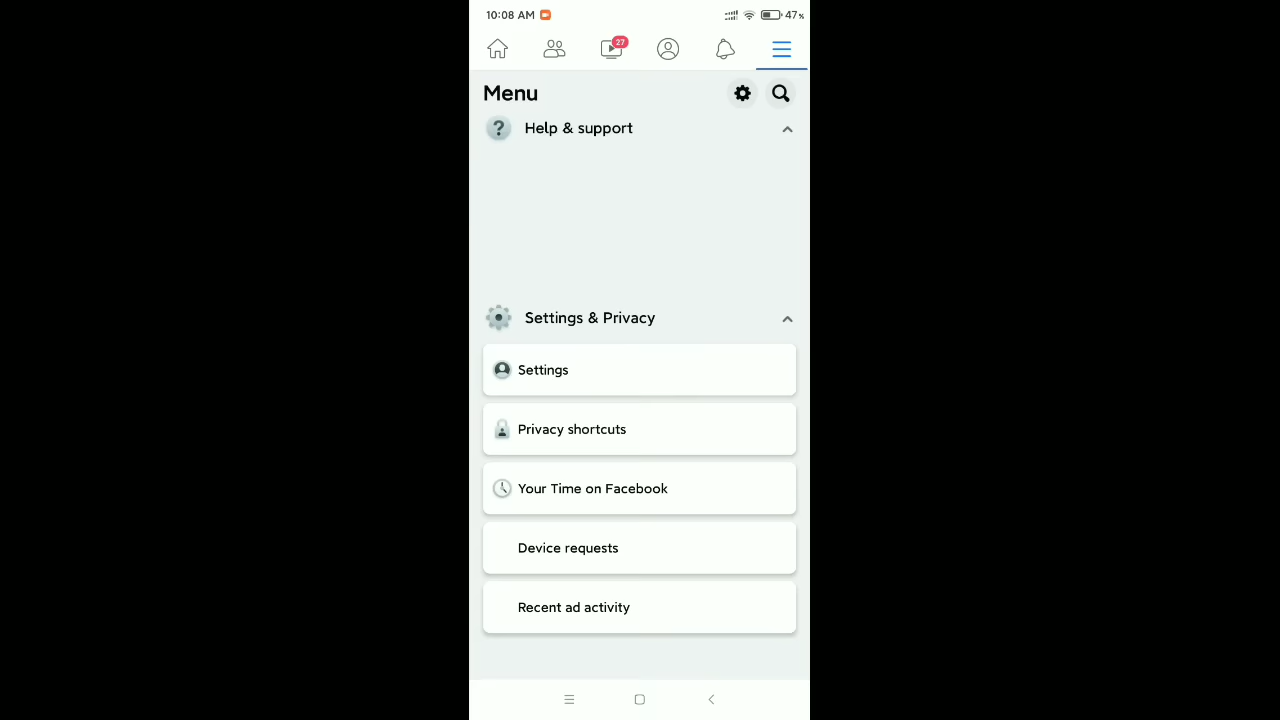 10:08 AM 47%
27
Menu
Help & support
Settings & Privacy
Settings
Privacy shortcuts
Your Time on Facebook
Device requests
Recent ad activity